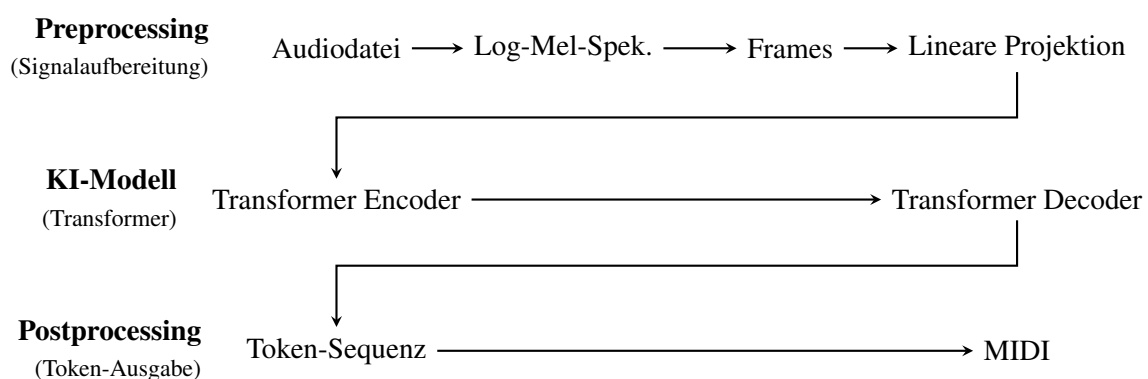 Preprocessing
(Signalaufbereitung)
Audiodatei Log-Mel-Spek. Frames Lineare Projektion
KI-Modell
(Transformer)
Transformer Encoder Transformer Decoder
Postprocessing
(Token-Ausgabe)
Token-Sequenz MIDI